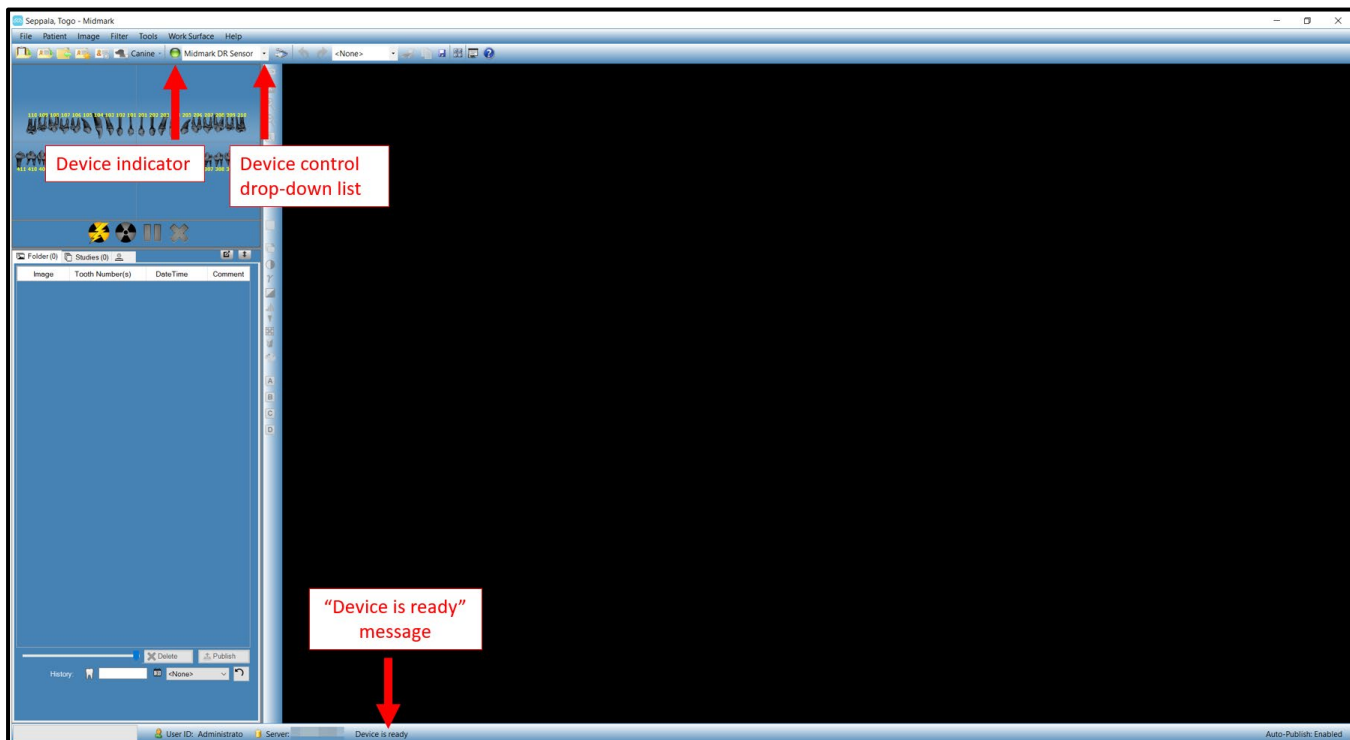 Seppala, Togo - Midmark
File Patient Image Filter Tools Work Surface Help
Canine Midmark DR Sensor <None>
Device indicator
Device control
drop-down list
Folder (0) Studies (0)
Image Tooth Number(s) DateTime Comment
A
B
C
D
“Device is ready”
message
Delete Publish
History: <None>
User ID: Administrato Server: Device is ready Auto-Publish: Enabled